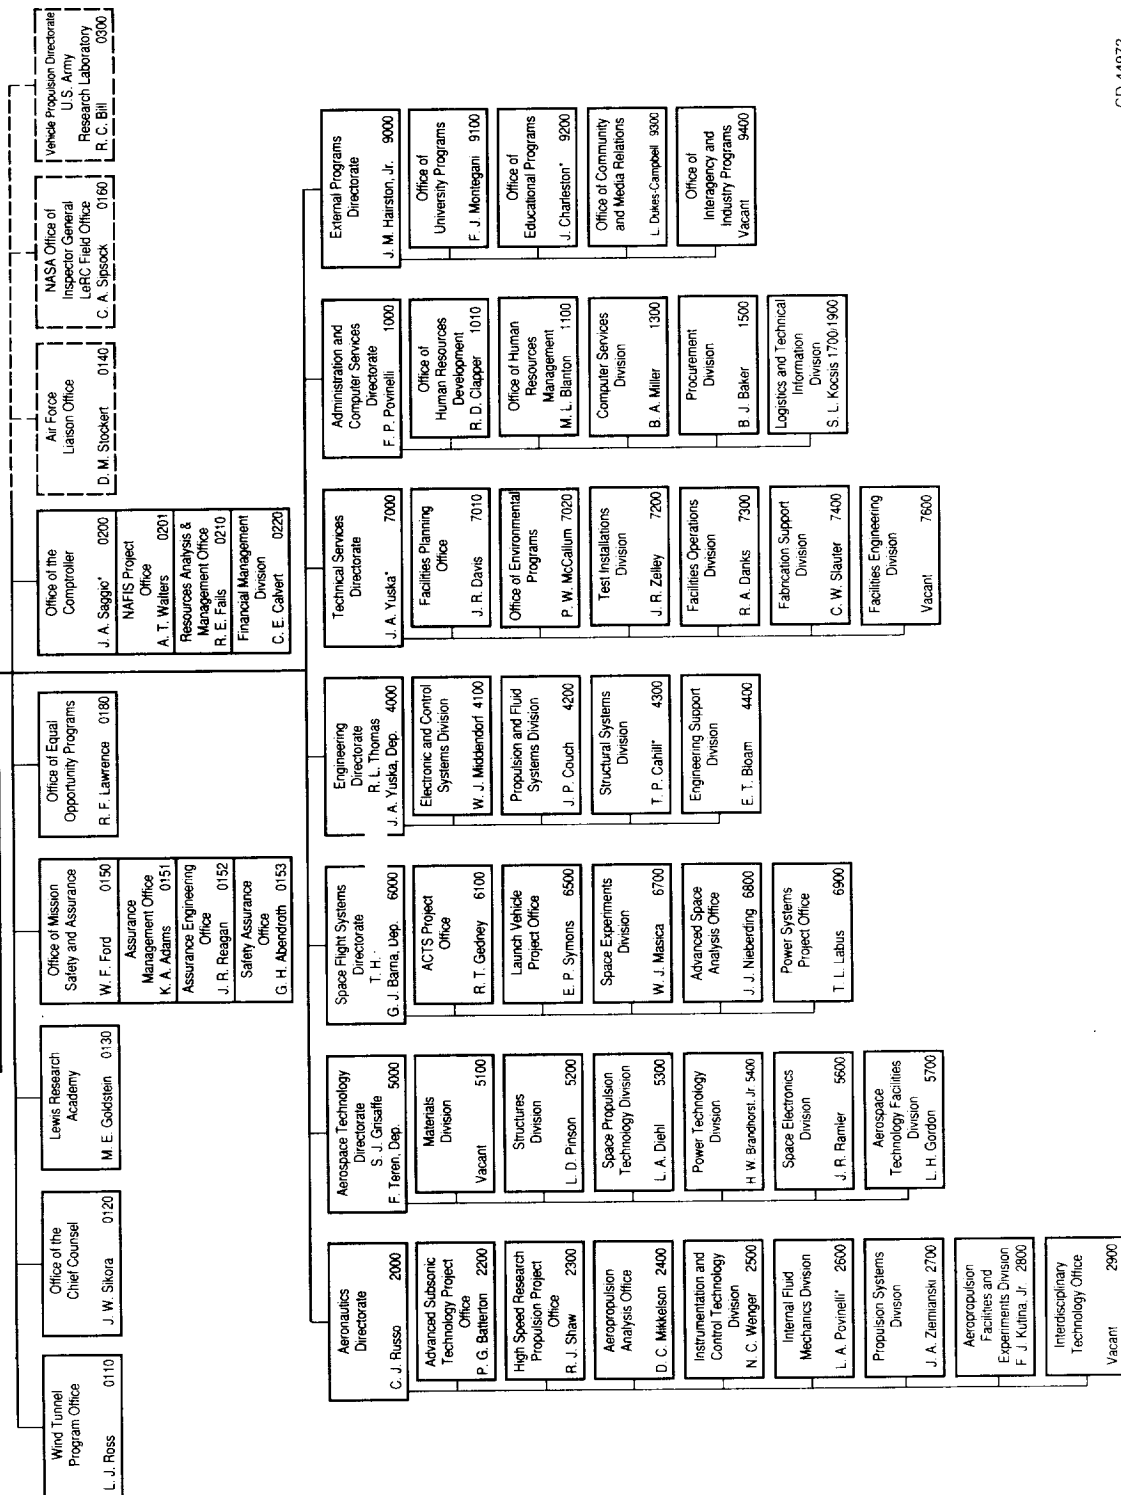 Wind Tunnel
Program Office
L. J. Ross 0110
Office of the
Chief Counsel
J. W. Sikora 0120
Lewis Research
Academy
M. E. Goldstein 0130
Office of Mission
Safety and Assurance
W. F. Ford 0150
Assurance
Management Office
K. A. Adams 0151
Assurance Engineering
Office
J. R. Reagan 0152
Safety Assurance
Office
G. H. Abendroth 0153
Office of Equal
Opportunity Programs
R. F. Lawrence 0180
Office of the
Comptroller
J. A. Saggio* 0200
NAFIS Project
Office
A. T. Walters 0201
Resources Analysis &
Management Office
R. E. Fails 0210
Financial Management
Division
C. E. Calvert 0220
Air Force
Liaison Office
D. M. Stockert 0140
NASA Office of
Inspector General
LeRC Field Office
C. A. Sipsock 0160
Vehicle Propulsion Directorate
U.S. Army
Research Laboratory
R. C. Bill 0300
Aeronautics
Directorate
C. J. Russo 2000
Advanced Subsonic
Technology Project
Office
P. G. Batterton 2200
High Speed Research
Propulsion Project
Office
R. J. Shaw 2300
Aeropropulsion
Analysis Office
D. C. Mikkelson 2400
Instrumentation and
Control Technology
Division
N. C. Wenger 2500
Internal Fluid
Mechanics Division
L. A. Povinelli* 2600
Propulsion Systems
Division
J. A. Ziemianski 2700
Aeropropulsion
Facilities and
Experiments Division
F. J. Kutina, Jr. 2800
Interdisciplinary
Technology Office
Vacant 2900
Aerospace Technology
Directorate
S. J. Grisaffe
F. Teren, Dep. 5000
Materials
Division
Vacant 5100
Structures
Division
L. D. Pinson 5200
Space Propulsion
Technology Division
L. A. Diehl 5300
Power Technology
Division
H. W. Brandhorst, Jr. 5400
Space Electronics
Division
J. R. Ramler 5600
Aerospace
Technology Facilities
Division
L. H. Gordon 5700
Space Flight Systems
Directorate
T. H.
G. J. Barna, Dep. 6000
ACTS Project
Office
R. T. Gedney 6100
Launch Vehicle
Project Office
E. P. Symons 6500
Space Experiments
Division
W. J. Masica 6700
Advanced Space
Analysis Office
J. J. Nieberding 6800
Power Systems
Project Office
T. L. Labus 6900
Engineering
Directorate
R. L. Thomas
J. A. Yuska, Dep. 4000
Electronic and Control
Systems Division
W. J. Middendorf 4100
Propulsion and Fluid
Systems Division
J. P. Couch 4200
Structural Systems
Division
T. P. Cahill* 4300
Engineering Support
Division
E. T. Bloam 4400
Technical Services
Directorate
J. A. Yuska* 7000
Facilities Planning
Office
J. R. Davis 7010
Office of Environmental
Programs
P. W. McCallum 7020
Test Installations
Division
J. R. Zelley 7200
Facilities Operations
Division
R. A. Danks 7300
Fabrication Support
Division
C. W. Slauter 7400
Facilities Engineering
Division
Vacant 7600
Administration and
Computer Services
Directorate
F. P. Povinelli 1000
Office of
Human Resources
Development
R. D. Clapper 1010
Office of Human
Resources
Management
M. L. Blanton 1100
Computer Services
Division
B. A. Miller 1300
Procurement
Division
B. J. Baker 1500
Logistics and Technical
Information
Division
S. L. Kocsis 1700/1900
External Programs
Directorate
J. M. Hairston, Jr. 9000
Office of
University Programs
F. J. Montegani 9100
Office of
Educational Programs
J. Charleston* 9200
Office of Community
and Media Relations
L. Dukes-Campbell 9300
Office of
Interagency and
Industry Programs
Vacant 9400